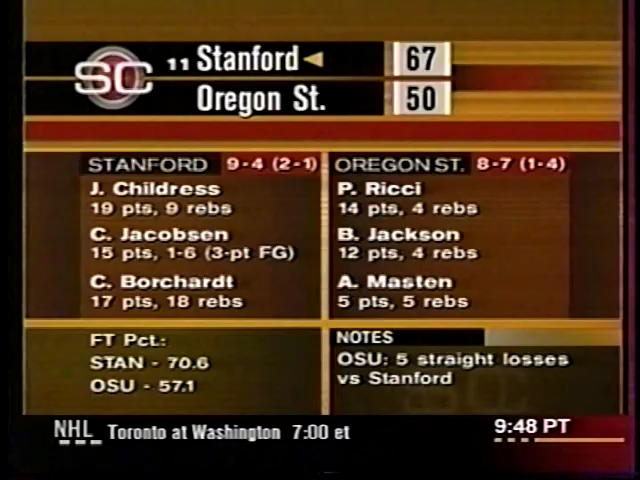 SC
11 Stanford 67
Oregon St. 50
STANFORD 9-4 (2-1)
J. Childress
19 pts, 9 rebs
C. Jacobsen
15 pts, 1-6 (3-pt FG)
C. Borchardt
17 pts, 18 rebs
OREGON ST. 8-7 (1-4)
P. Ricci
14 pts, 4 rebs
B. Jackson
12 pts, 4 rebs
A. Masten
5 pts, 5 rebs
FT Pct.:
STAN - 70.6
OSU - 57.1
NOTES
OSU: 5 straight losses
vs Stanford
NHL Toronto at Washington 7:00 et
9:48 PT